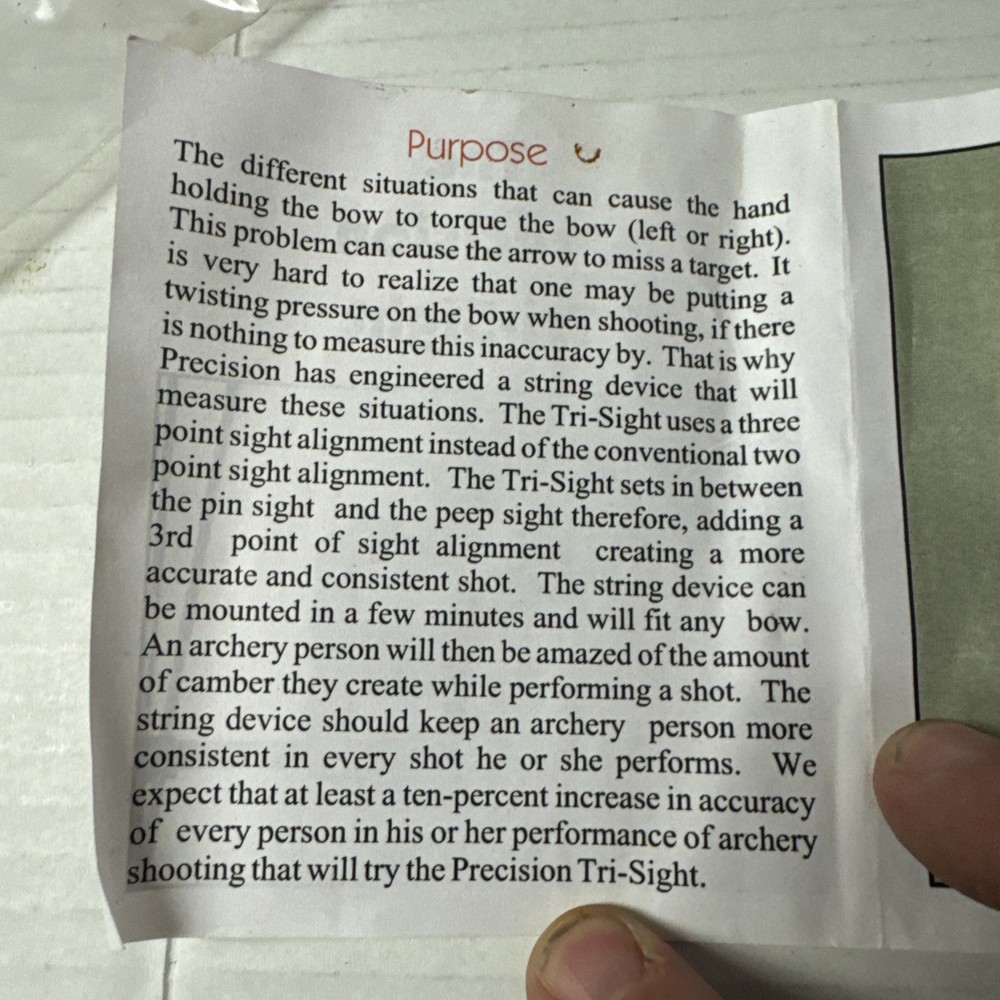 Purpose
The different situations that can cause the hand
holding the bow to torque the bow (left or right).
This problem can cause the arrow to miss a target. It
is very hard to realize that one may be putting a
twisting pressure on the bow when shooting, if there
is nothing to measure this inaccuracy by. That is why
Precision has engineered a string device that will
measure these situations. The Tri-Sight uses a three
point sight alignment instead of the conventional two
point sight alignment. The Tri-Sight sets in between
the pin sight and the peep sight therefore, adding a
3rd point of sight alignment creating a more
accurate and consistent shot. The string device can
be mounted in a few minutes and will fit any bow.
An archery person will then be amazed of the amount
of camber they create while performing a shot. The
string device should keep an archery person more
consistent in every shot he or she performs. We
expect that at least a ten-percent increase in accuracy
of every person in his or her performance of archery
shooting that will try the Precision Tri-Sight.